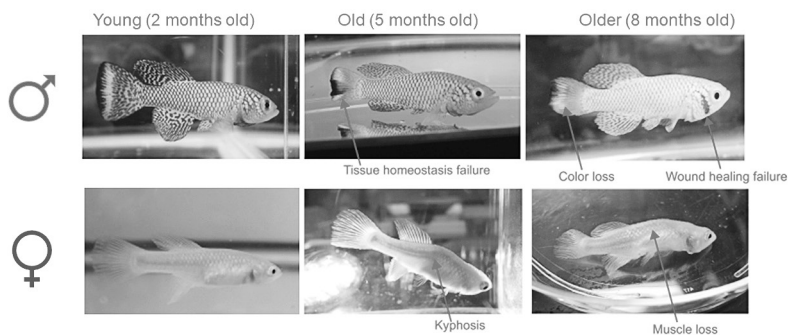 Young (2 months old)
Old (5 months old)
Older (8 months old)
Tissue homeostasis failure
Color loss
Wound healing failure
Kyphosis
Muscle loss